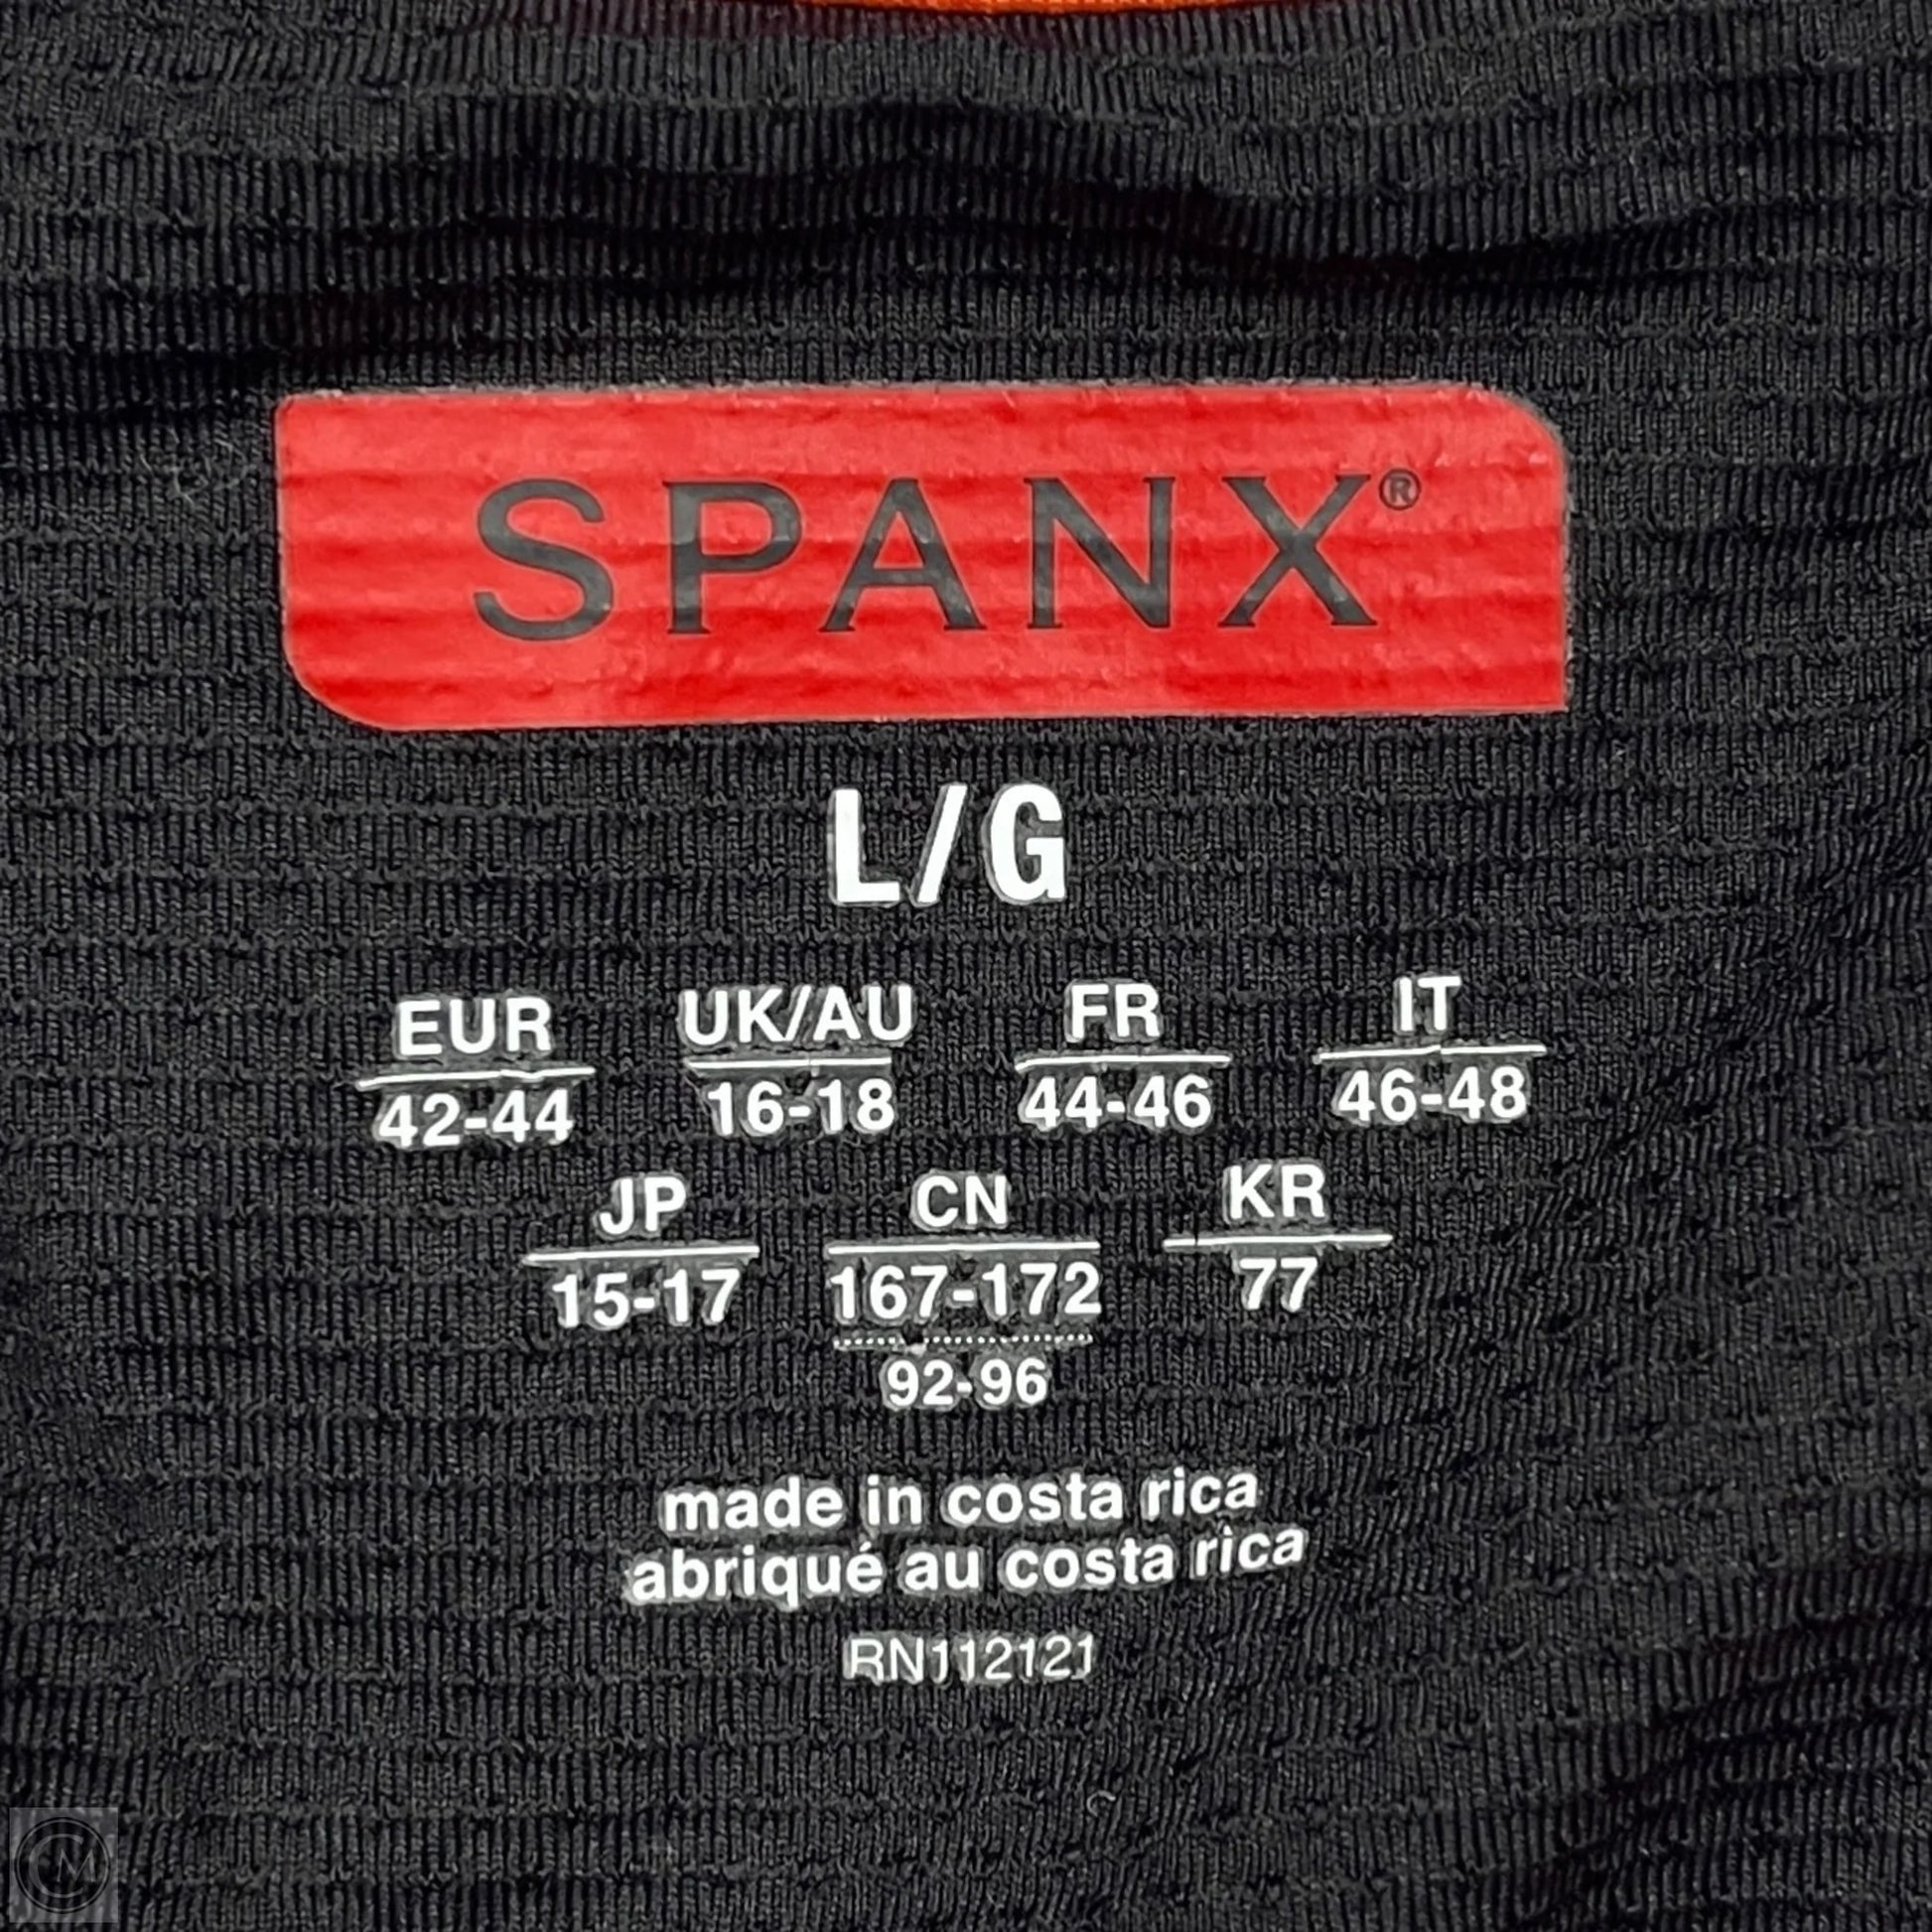 SPANX®
L/G
EUR UK/AU FR IT
42-44 16-18 44-46 46-48
JP CN KR
15-17 167-172 77
92-96
made in costa rica
abriqué au costa rica
RN112121
CM